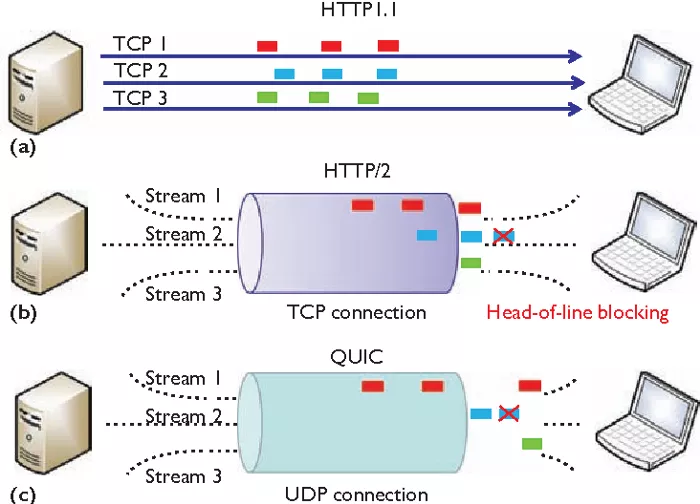 HTTP1.1
TCP 1
TCP 2
TCP 3
(a)
HTTP/2
Stream 1
Stream 2
Stream 3
(b)
TCP connection
Head-of-line blocking
QUIC
Stream 1
Stream 2
Stream 3
(c)
UDP connection